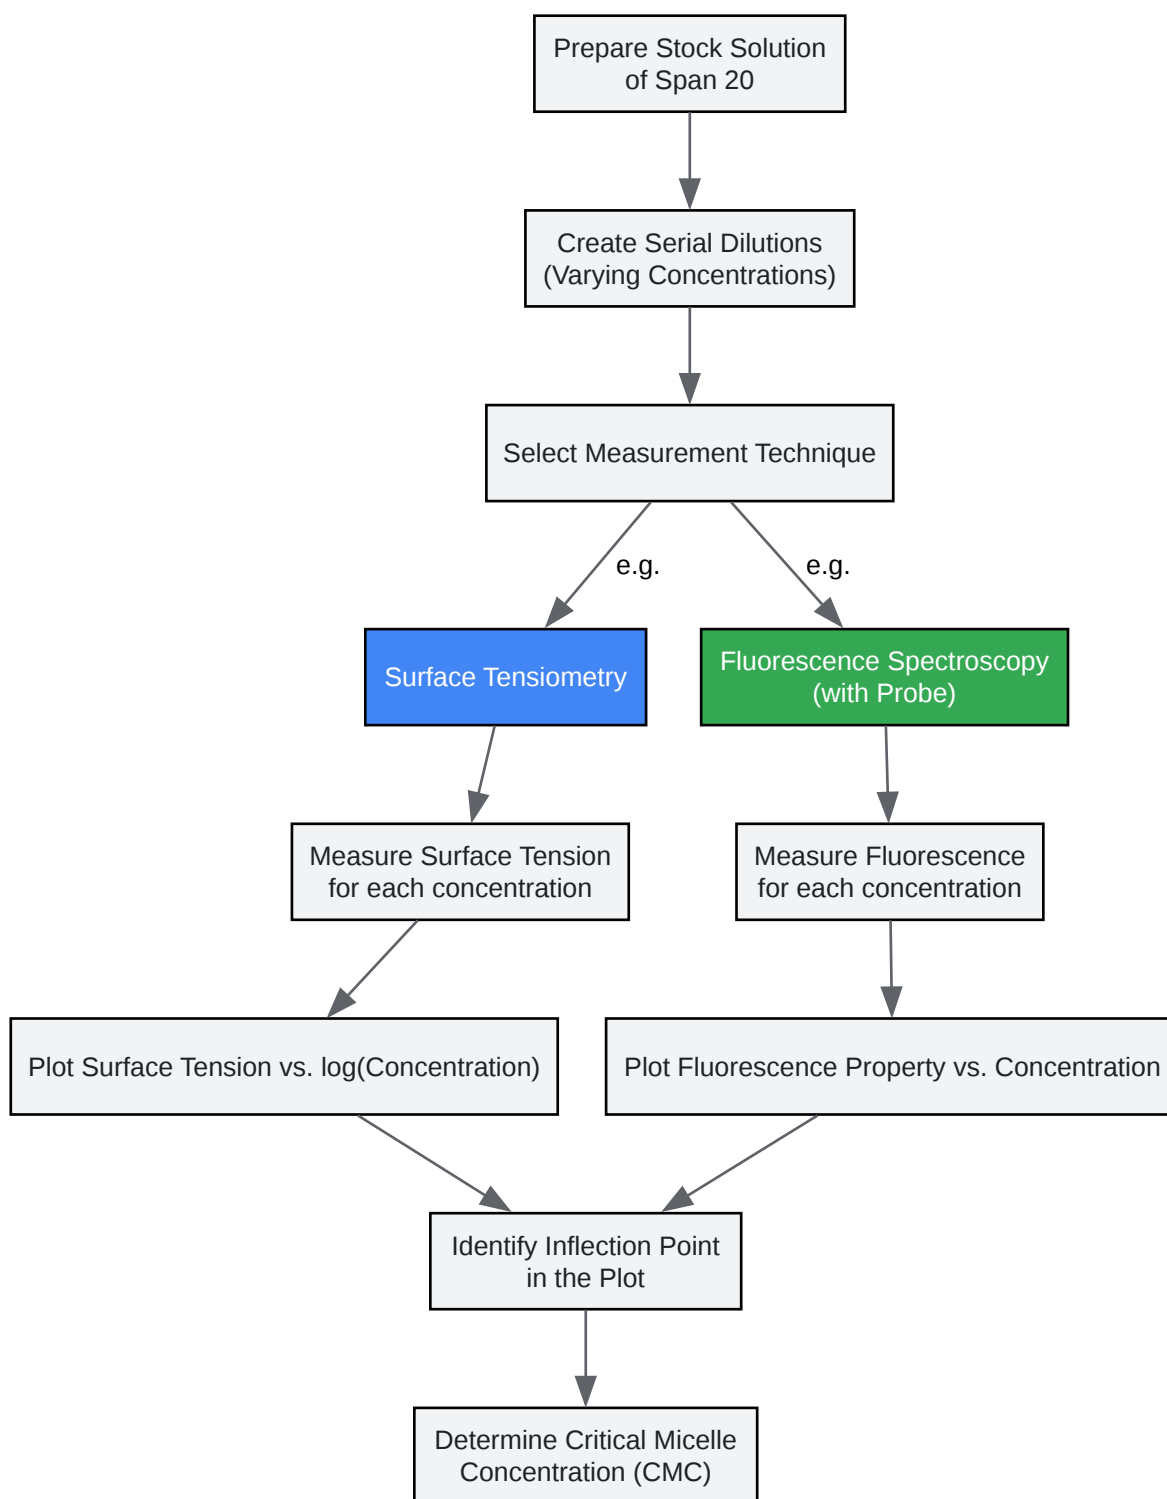 Prepare Stock Solution
of Span 20
Create Serial Dilutions
(Varying Concentrations)
Select Measurement Technique
e.g.
e.g.
Surface Tensiometry
Fluorescence Spectroscopy
(with Probe)
Measure Surface Tension
for each concentration
Measure Fluorescence
for each concentration
Plot Surface Tension vs. log(Concentration)
Plot Fluorescence Property vs. Concentration
Identify Inflection Point
in the Plot
Determine Critical Micelle
Concentration (CMC)